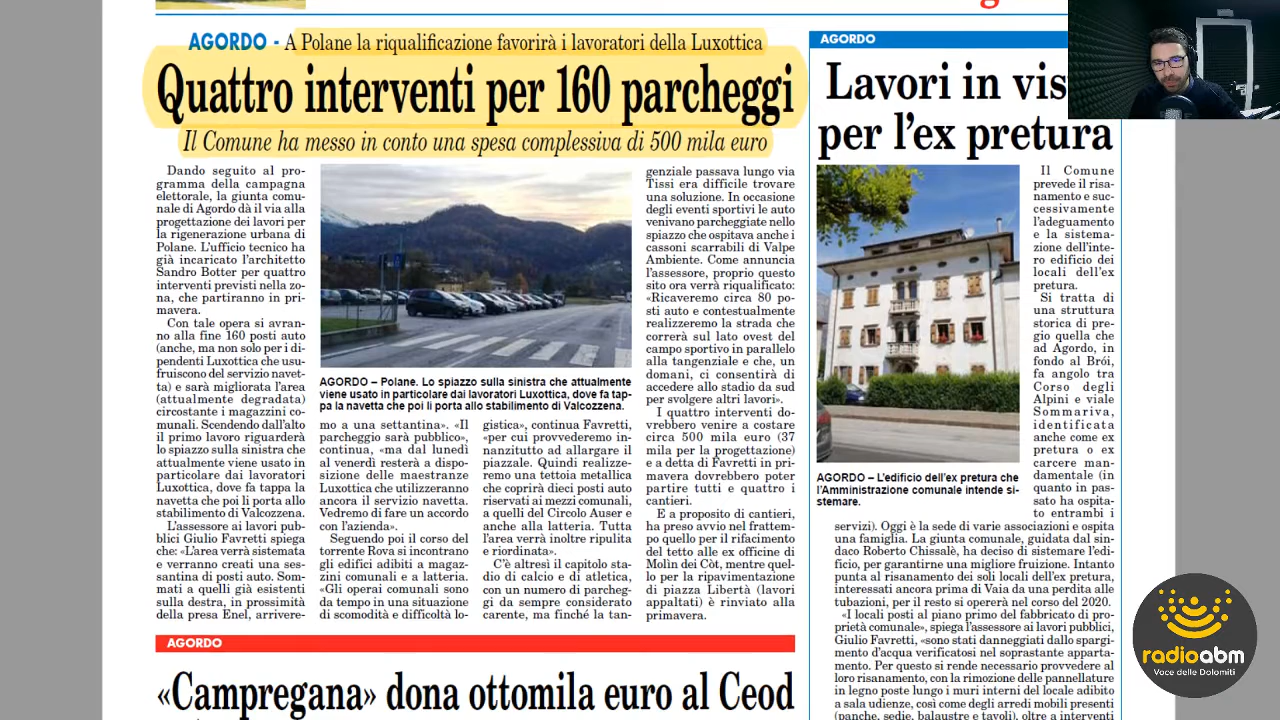 AGORDO - A Polane la riqualificazione favorirà i lavoratori della Luxottica
Quattro interventi per 160 parcheggi
Il Comune ha messo in conto una spesa complessiva di 500 mila euro
Dando seguito al pro-
gramma della campagna
elettorale, la giunta comu-
nale di Agordo dà il via alla
progettazione dei lavori per
la rigenerazione urbana di
Polane. L'ufficio tecnico ha
già incaricato l'architetto
Sandro Botter per quattro
interventi previsti nella zo-
na, che partiranno in pri-
mavera.
Con tale opera si avran-
no alla fine 160 posti auto
(anche, ma non solo per i di-
pendenti Luxottica che usu-
fruiscono del servizio navet-
ta) e sarà migliorata l'area
(attualmente degradata)
circostante i magazzini co-
munali. Scendendo dall'alto
il primo lavoro riguarderà
lo spiazzo sulla sinistra che
attualmente viene usato in
particolare dai lavoratori
Luxottica, dove fa tappa la
navetta che poi li porta allo
stabilimento di Valcozzena.
L'assessore ai lavori pub-
blici Giulio Favretti spiega
che: «L'area verrà sistemata
e verranno creati una ses-
santina di posti auto. Som-
mati a quelli già esistenti
sulla destra, in prossimità
della presa Enel, arrivere-
AGORDO – Polane. Lo spiazzo sulla sinistra che attualmente
viene usato in particolare dai lavoratori Luxottica, dove fa tap-
pa la navetta che poi li porta allo stabilimento di Valcozzena.
mo a una settantina». «Il
parcheggio sarà pubblico»,
continua, «ma dal lunedì
al venerdì resterà a dispo-
sizione delle maestranze
Luxottica che utilizzeranno
ancora il servizio navetta.
Vedremo di fare un accordo
con l'azienda».
Seguendo poi il corso del
torrente Rova si incontrano
gli edifici adibiti a magaz-
zini comunali e a latteria.
«Gli operai comunali sono
da tempo in una situazione
di scomodità e difficoltà lo-
gistica», continua Favretti,
«per cui provvederemo in-
nanzitutto ad allargare il
piazzale. Quindi realizze-
remo una tettoia metallica
che coprirà dieci posti auto
riservati ai mezzi comunali,
a quelli del Circolo Auser e
anche alla latteria. Tutta
l'area verrà inoltre ripulita
e riordinata».
C'è altresì il capitolo sta-
dio di calcio e di atletica,
con un numero di parcheg-
gi da sempre considerato
carente, ma finché la tan-
genziale passava lungo via
Tissi era difficile trovare
una soluzione. In occasione
degli eventi sportivi le auto
venivano parcheggiate nello
spiazzo che ospitava anche i
cassoni scarrabili di Valpe
Ambiente. Come annuncia
l'assessore, proprio questo
sito ora verrà riqualificato:
«Ricaveremo circa 80 po-
sti auto e contestualmente
realizzeremo la strada che
correrà sul lato ovest del
campo sportivo in parallelo
alla tangenziale e che, un
domani, ci consentirà di
accedere allo stadio da sud
per svolgere altri lavori».
I quattro interventi do-
vrebbero venire a costare
circa 500 mila euro (37
mila per la progettazione)
e a detta di Favretti in pri-
mavera dovrebbero poter
partire tutti e quattro i
cantieri.
E a proposito di cantieri,
ha preso avvio nel frattem-
po quello per il rifacimento
del tetto alle ex officine di
Molìn dei Còt, mentre quel-
lo per la ripavimentazione
di piazza Libertà (lavori
appaltati) è rinviato alla
primavera.
AGORDO
Lavori in vis
per l'ex pretura
Il Comune
prevede il risa-
namento e suc-
cessivamente
l'adeguamento
e la sistema-
zione dell'inte-
ro edificio dei
locali dell'ex
pretura.
Si tratta di
una struttura
storica di pre-
gio quella che
ad Agordo, in
fondo al Brói,
fa angolo tra
Corso degli
Alpini e viale
Sommariva,
identificata
anche come ex
pretura o ex
carcere man-
damentale (in
quanto in pas-
sato ha ospita-
to entrambi i
AGORDO – L'edificio dell'ex pretura che
l'Amministrazione comunale intende si-
stemare.
servizi). Oggi è la sede di varie associazioni e ospita
una famiglia. La giunta comunale, guidata dal sin-
daco Roberto Chissalè, ha deciso di sistemare l'edi-
ficio, per garantirne una migliore fruizione. Intanto
punta al risanamento dei soli locali dell'ex pretura,
interessati ancora prima di Vaia da una perdita alle
tubazioni, per il resto si opererà nel corso del 2020.
«I locali posti al piano primo del fabbricato di pro-
prietà comunale», spiega l'assessore ai lavori pubblici,
Giulio Favretti, «sono stati danneggiati dallo spargi-
mento d'acqua verificatosi nel soprastante apparta-
mento. Per questo si rende necessario provvedere al
loro risanamento, con la rimozione delle pannellature
in legno poste lungo i muri interni del locale adibito
a sala udienze, così come degli arredi mobili presenti
(panche, sedie, balaustre e tavoli), oltre a interventi
AGORDO
«Campregana» dona ottomila euro al Ceod
radioabm
Voce delle Dolomiti